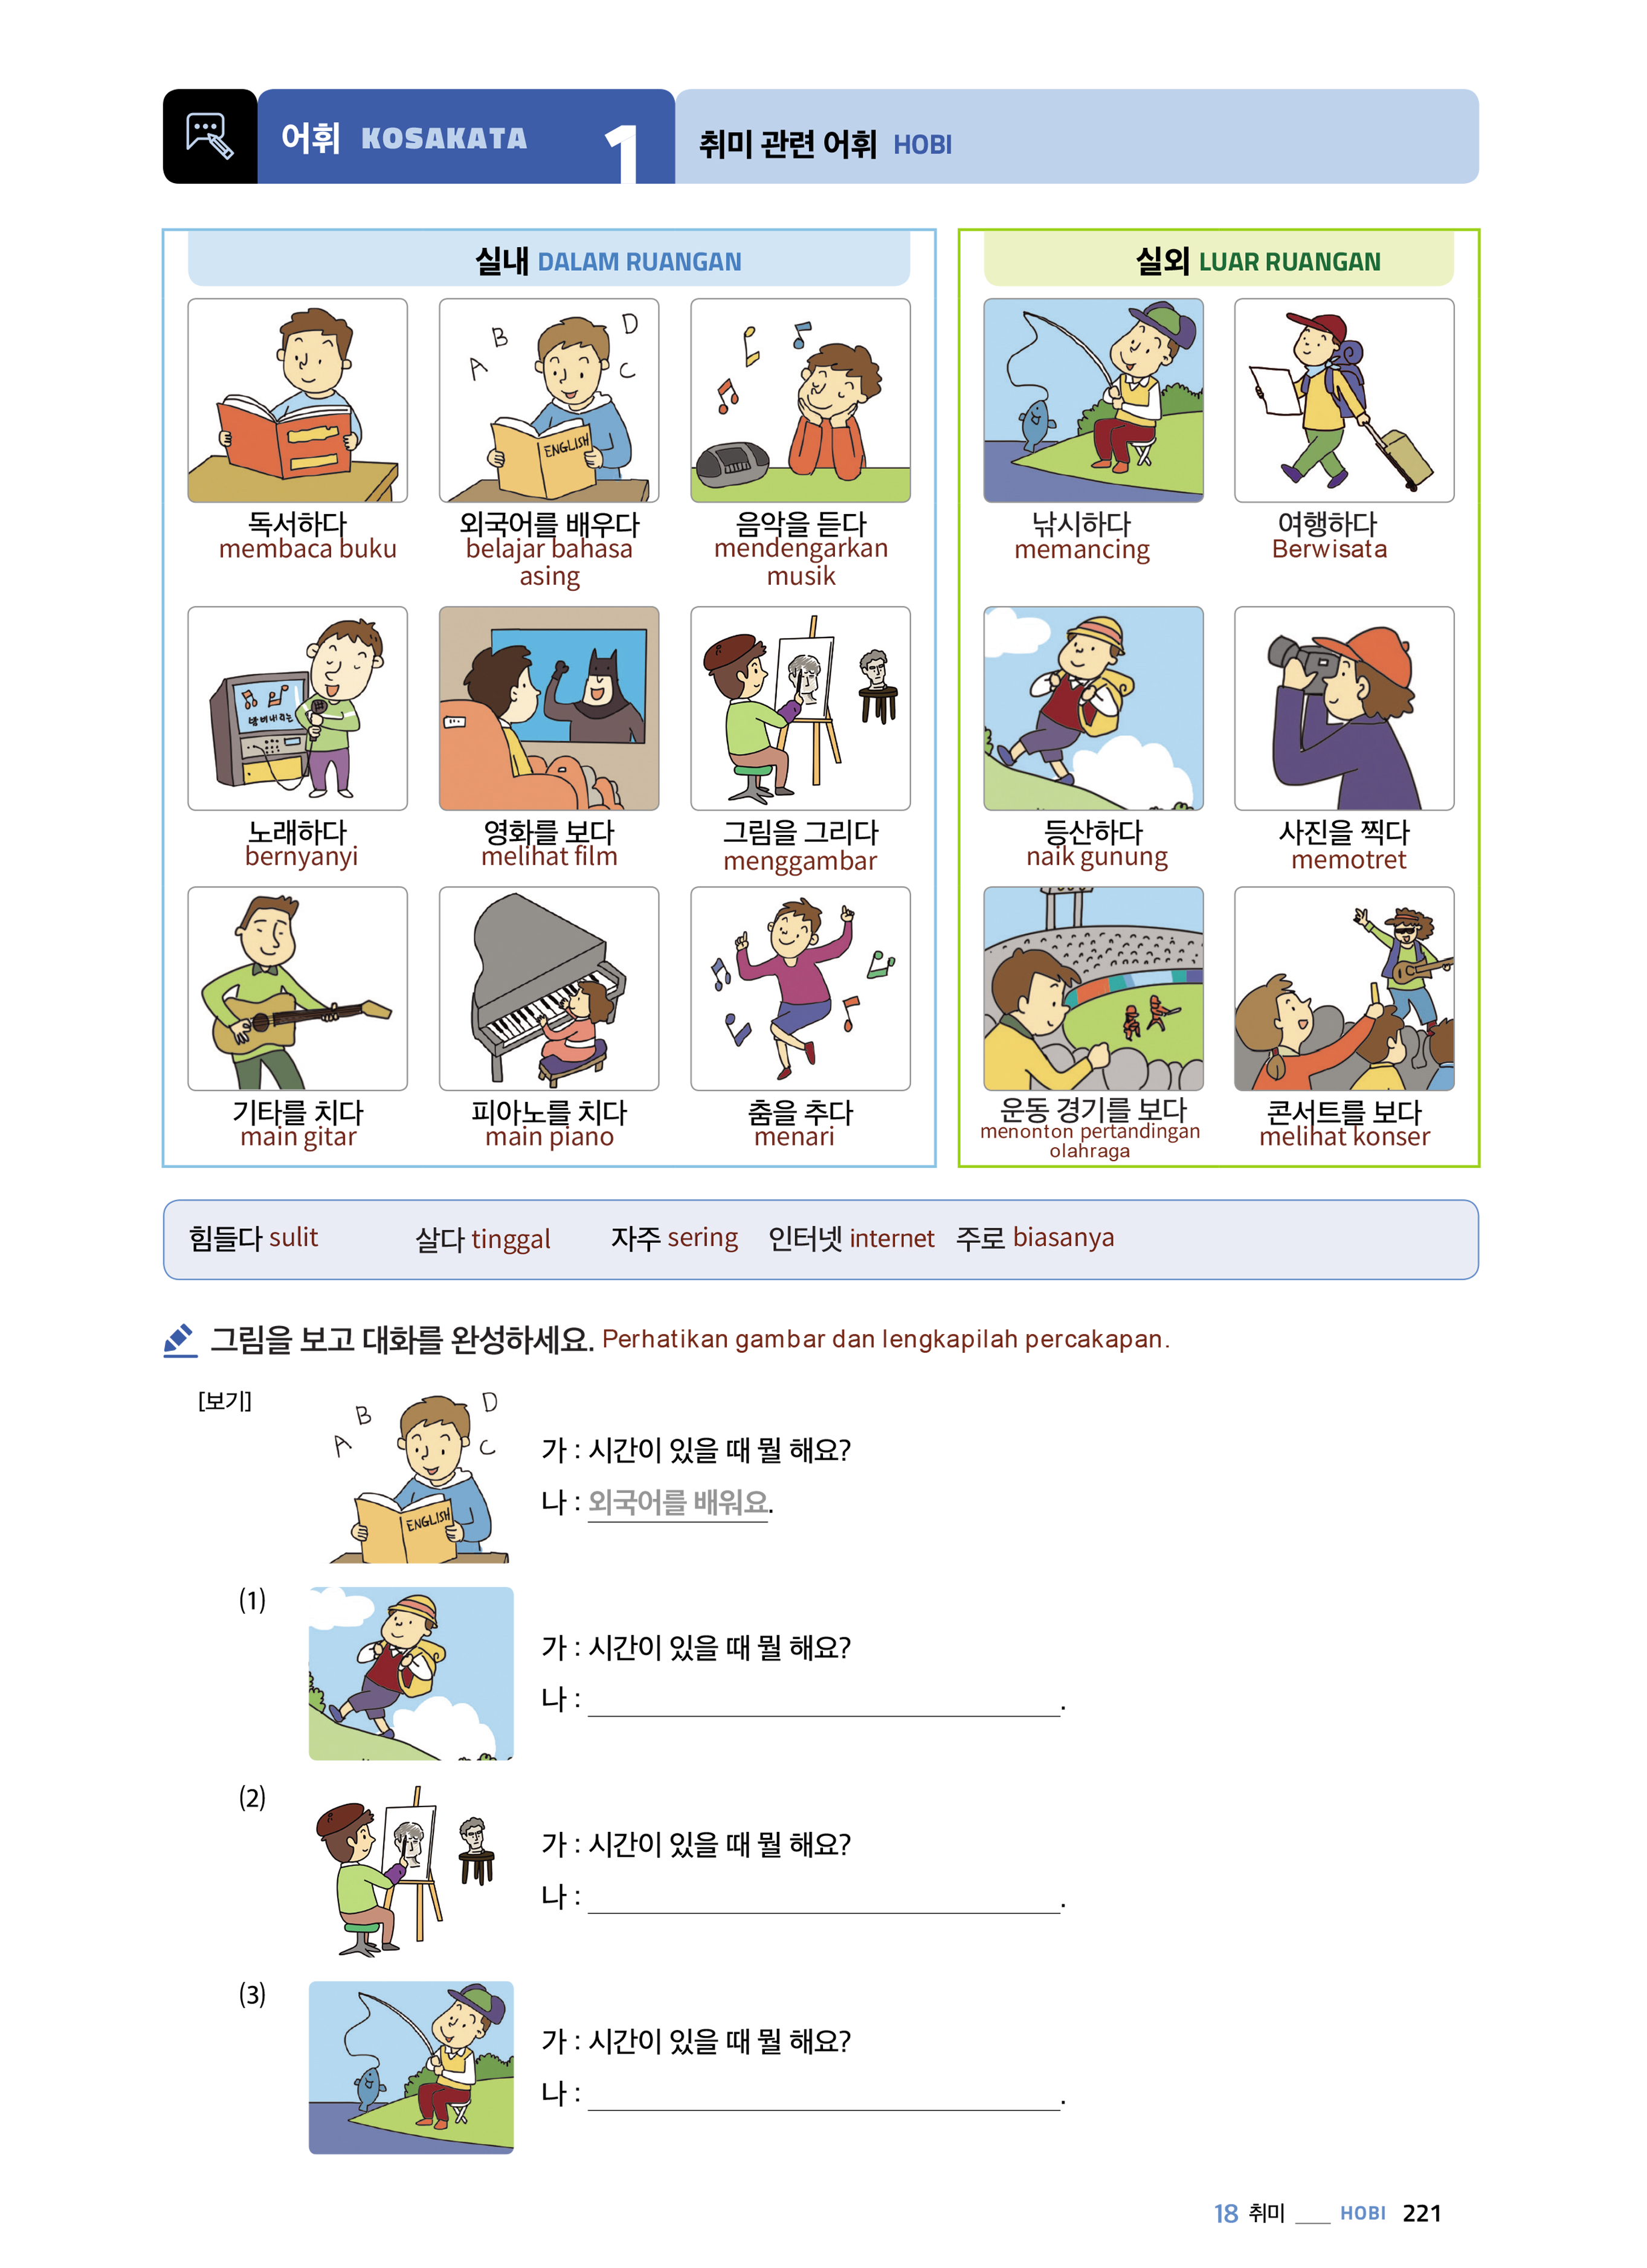 어휘 KOSAKATA 1 취미 관련 어휘 HOBI
실내 DALAM RUANGAN
실외 LUAR RUANGAN
A B D C
ENGLISH
독서하다 외국어를 배우다 음악을 듣다 낚시하다 여행하다
membaca buku belajar bahasa mendengarkan memancing Berwisata
asing musik
노래하다 영화를 보다 그림을 그리다 등산하다 사진을 찍다
bernyanyi melihat film menggambar naik gunung memotret
기타를 치다 피아노를 치다 춤을 추다 운동 경기를 보다 콘서트를 보다
main gitar main piano menari menonton pertandingan melihat konser
olahraga
힘들다 sulit 살다 tinggal 자주 sering 인터넷 internet 주로 biasanya
그림을 보고 대화를 완성하세요. Perhatikan gambar dan lengkapilah percakapan.
[보기]
A B D C
ENGLISH
가 : 시간이 있을 때 뭘 해요?
나 : 외국어를 배워요.
(1)
가 : 시간이 있을 때 뭘 해요?
나 : .
(2)
가 : 시간이 있을 때 뭘 해요?
나 : .
(3)
가 : 시간이 있을 때 뭘 해요?
나 : .
18 취미 ___ HOBI 221